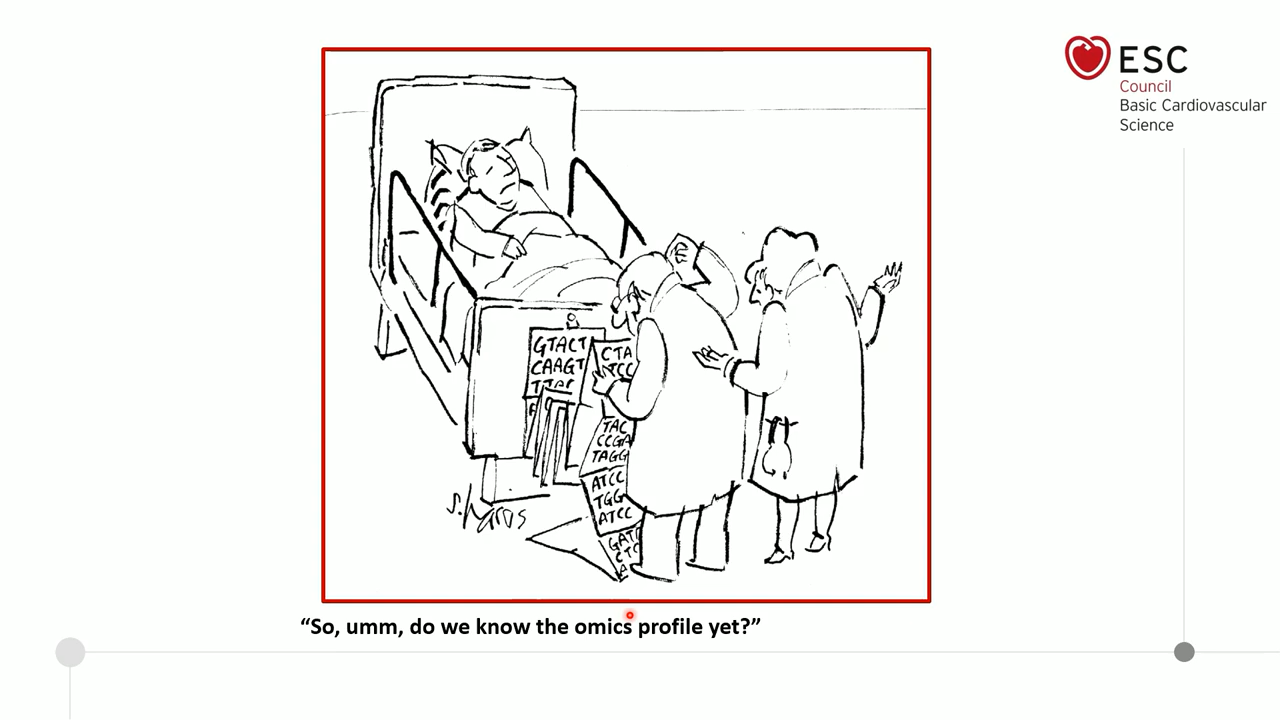 ESC
Council
Basic Cardiovascular
Science
GTACT
CAAGT
CTA
TAC
CCGA
TAGG
ATCC
TGG
ATCC
GAT
CTC
A
“So, umm, do we know the omics profile yet?”